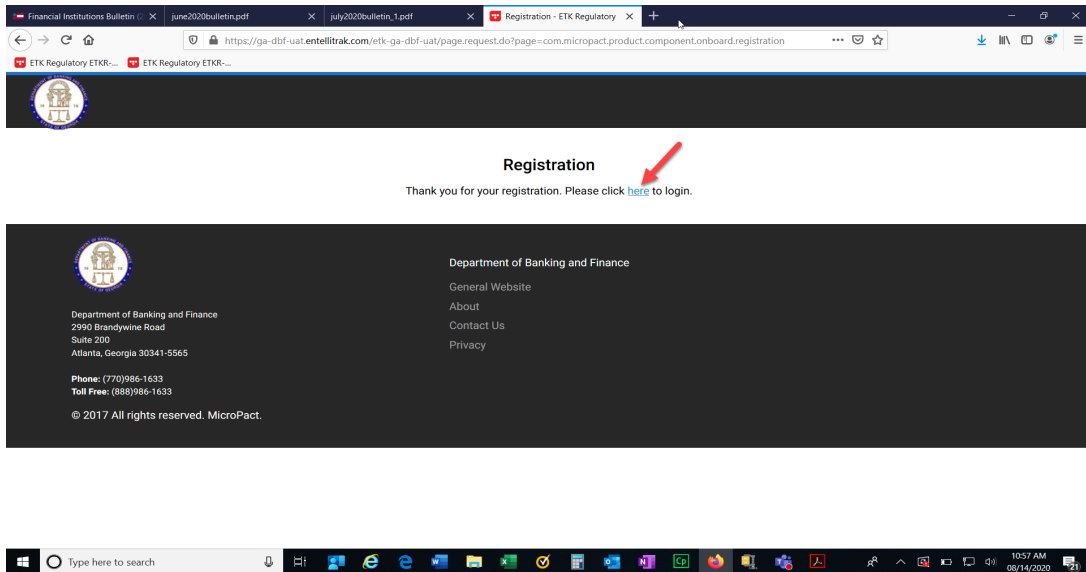 Financial Institutions Bulletin (2
june2020bulletin.pdf
july2020bulletin_1.pdf
Registration - ETK Regulatory
https://ga-dbf-uat.entellitrak.com/etk-ga-dbf-uat/page.request.do?page=com.micropact.product.component.onboard.registration
ETK Regulatory ETKR-... ETK Regulatory ETKR-...
Registration
Thank you for your registration. Please click here to login.
Department of Banking and Finance
2990 Brandywine Road
Suite 200
Atlanta, Georgia 30341-5565
Phone: (770)986-1633
Toll Free: (888)986-1633
© 2017 All rights reserved. MicroPact.
Department of Banking and Finance
General Website
About
Contact Us
Privacy
Type here to search
10:57 AM
08/14/2020
21